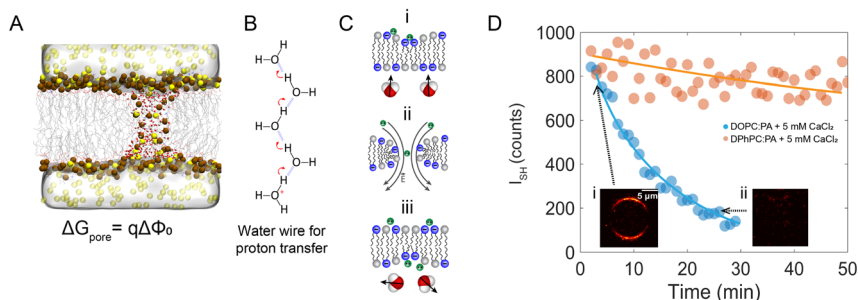 A
ΔG_pore = qΔΦ₀
B
H H
O
H
H
O
H
H
O
H
H
O
H
H
O
H
+
Water wire for
proton transfer
C
i
ii
E
iii
D
I_SH (counts)
1000
800
600
400
200
0
DOPC:PA + 5 mM CaCl₂
DPhPC:PA + 5 mM CaCl₂
i
5 µm
ii
0 10 20 30 40 50
Time (min)